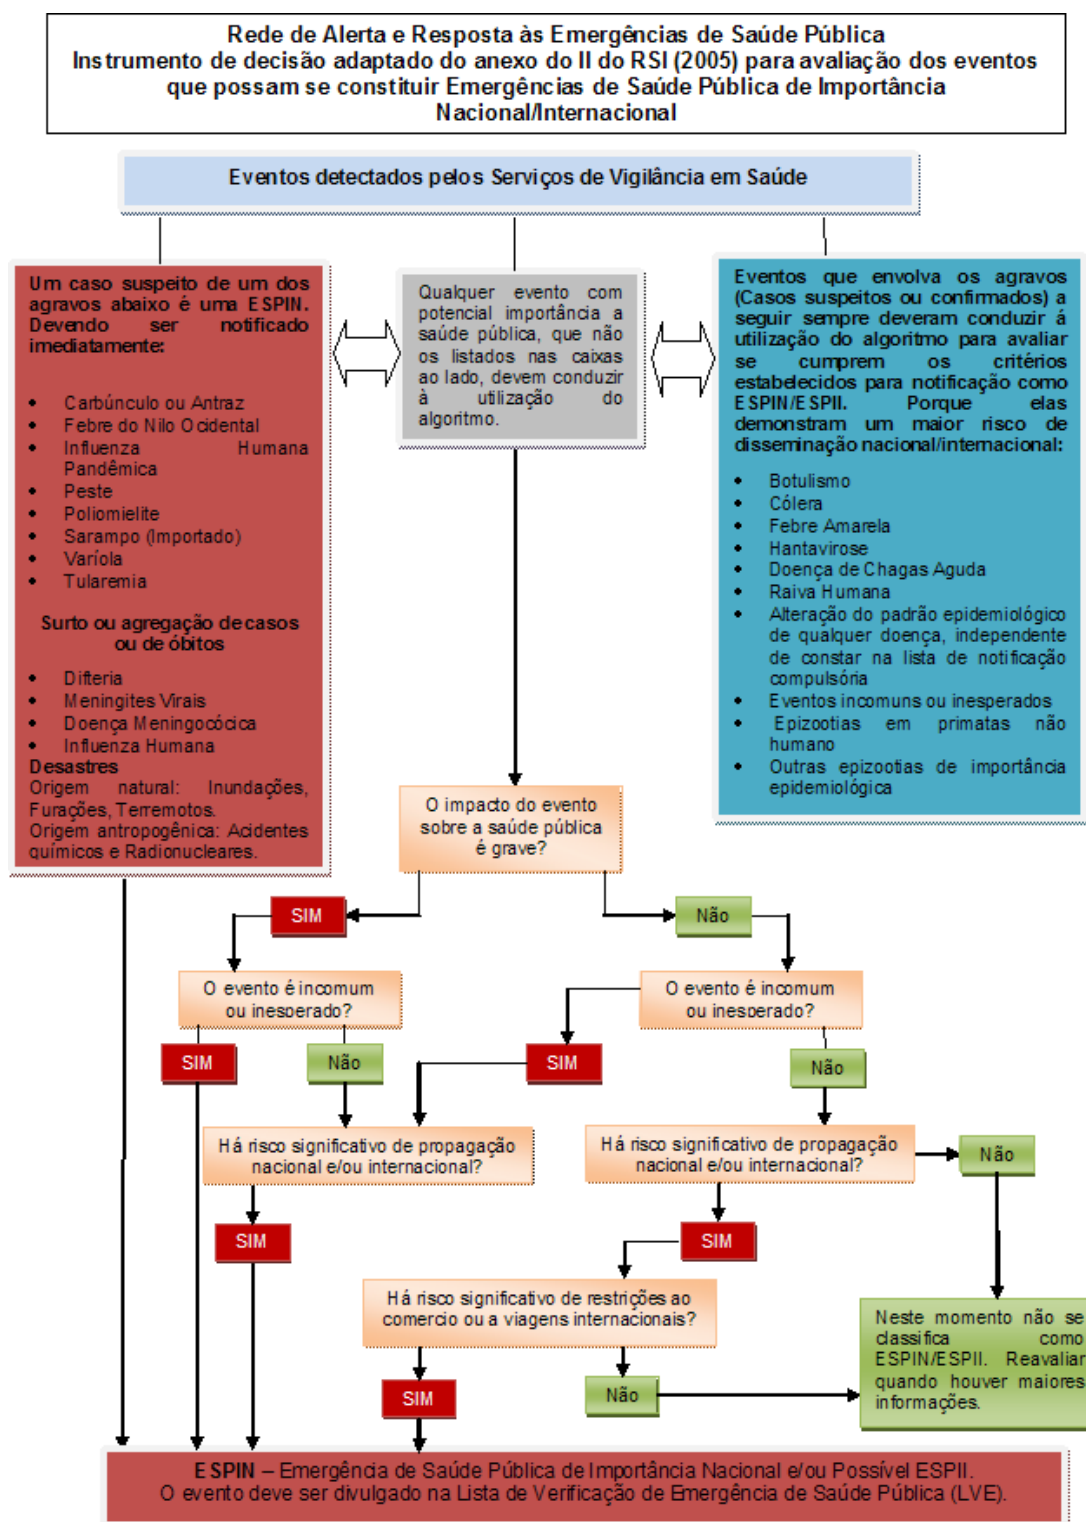 Rede de Alerta e Resposta às Emergências de Saúde Pública
Instrumento de decisão adaptado do anexo do II do RSI (2005) para avaliação dos eventos
que possam se constituir Emergências de Saúde Pública de Importância
Nacional/Internacional
Eventos detectados pelos Serviços de Vigilância em Saúde
Um caso suspeito de um dos
agravos abaixo é uma ESPIN.
Devendo ser notificado
imediatamente:
• Carbúnculo ou Antraz
• Febre do Nilo Ocidental
• Influenza Humana
Pandêmica
• Peste
• Poliomielite
• Sarampo (Importado)
• Varíola
• Tularemia
Surto ou agregação de casos
ou de óbitos
• Difteria
• Meningites Virais
• Doença Meningocócica
• Influenza Humana
Desastres
Origem natural: Inundações,
Furações, Terremotos.
Origem antropogênica: Acidentes
químicos e Radionucleares.
Qualquer evento com
potencial importância a
saúde pública, que não
os listados nas caixas
ao lado, devem conduzir
à utilização do
algoritmo.
Eventos que envolva os agravos
(Casos suspeitos ou confirmados) a
seguir sempre deveram conduzir á
utilização do algoritmo para avaliar
se cumprem os critérios
estabelecidos para notificação como
ESPIN/ESPII. Porque elas
demonstram um maior risco de
disseminação nacional/internacional:
• Botulismo
• Cólera
• Febre Amarela
• Hantavirose
• Doença de Chagas Aguda
• Raiva Humana
• Alteração do padrão epidemiológico
de qualquer doença, independente
de constar na lista de notificação
compulsória
• Eventos incomuns ou inesperados
• Epizootias em primatas não
humano
• Outras epizootias de importância
epidemiológica
O impacto do evento
sobre a saúde pública
é grave?
SIM
Não
O evento é incomum
ou inesperado?
O evento é incomum
ou inesperado?
SIM
Não
SIM
Não
Há risco significativo de propagação
nacional e/ou internacional?
Há risco significativo de propagação
nacional e/ou internacional?
Não
SIM
SIM
Há risco significativo de restrições ao
comercio ou a viagens internacionais?
SIM
Não
Neste momento não se
classifica como
ESPIN/ESPII. Reavaliar
quando houver maiores
informações.
ESPIN – Emergência de Saúde Pública de Importância Nacional e/ou Possível ESPII.
O evento deve ser divulgado na Lista de Verificação de Emergência de Saúde Pública (LVE).